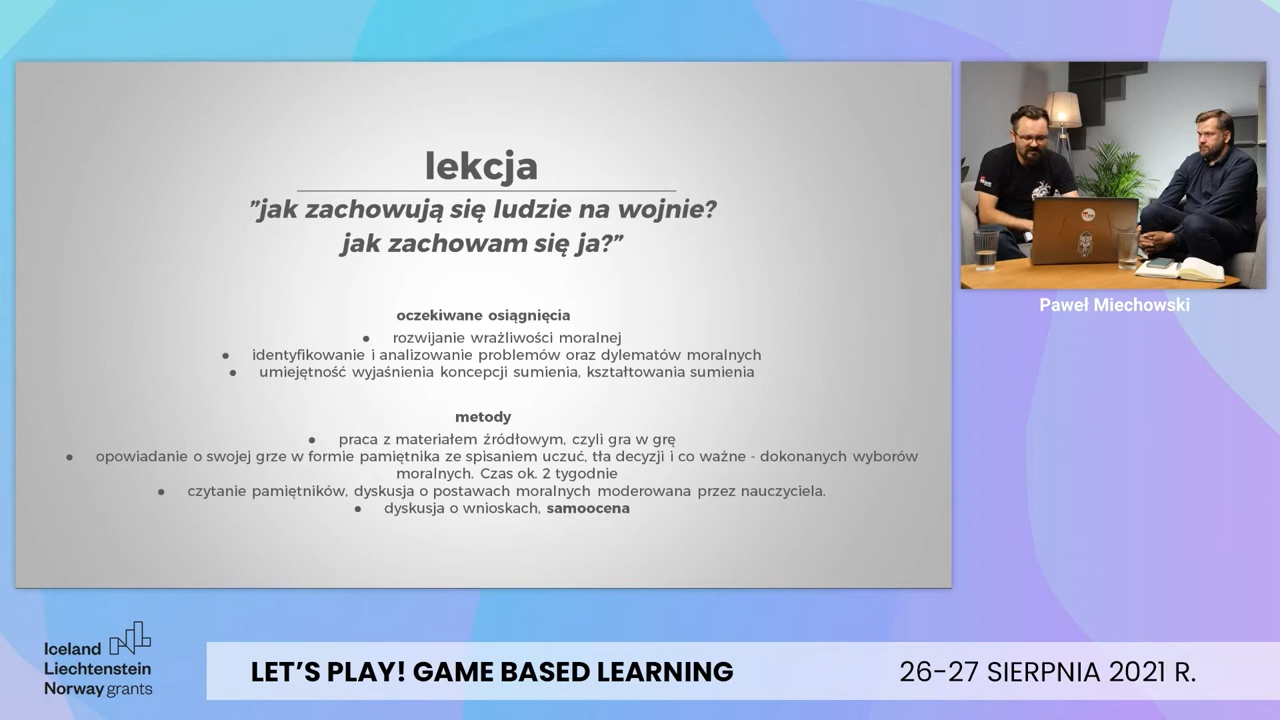 lekcja
”jak zachowują się ludzie na wojnie?
jak zachowam się ja?”
oczekiwane osiągnięcia
● rozwijanie wrażliwości moralnej
● identyfikowanie i analizowanie problemów oraz dylematów moralnych
● umiejętność wyjaśnienia koncepcji sumienia, kształtowania sumienia
metody
● praca z materiałem źródłowym, czyli gra w grę
● opowiadanie o swojej grze w formie pamiętnika ze spisaniem uczuć, tła decyzji i co ważne - dokonanych wyborów
moralnych. Czas ok. 2 tygodnie
● czytanie pamiętników, dyskusja o postawach moralnych moderowana przez nauczyciela.
● dyskusja o wnioskach, samoocena
Paweł Miechowski
Iceland
Liechtenstein
Norway grants
LET’S PLAY! GAME BASED LEARNING
26-27 SIERPNIA 2021 R.